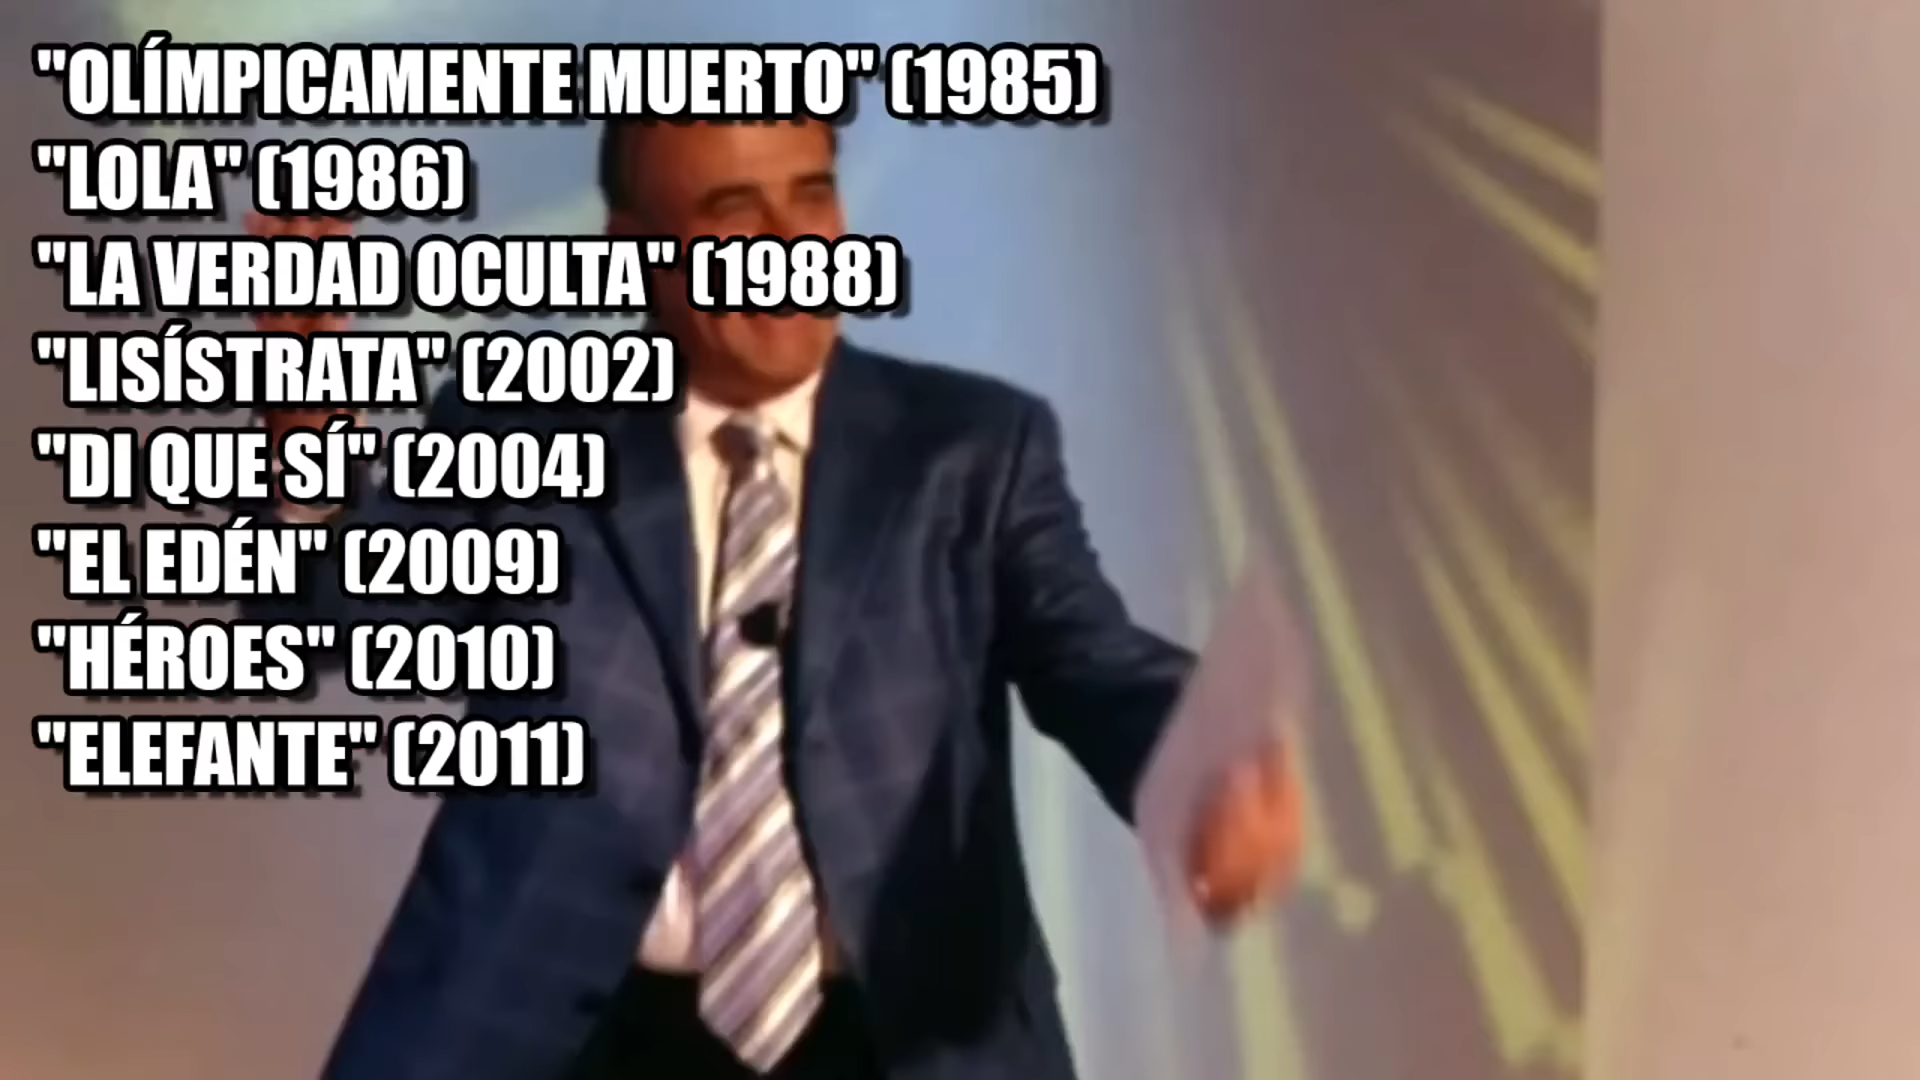 "OLÍMPICAMENTE MUERTO" (1985)
"LOLA" (1986)
"LA VERDAD OCULTA" (1988)
"LISÍSTRATA" (2002)
"DI QUE SÍ" (2004)
"EL EDÉN" (2009)
"HÉROES" (2010)
"ELEFANTE" (2011)